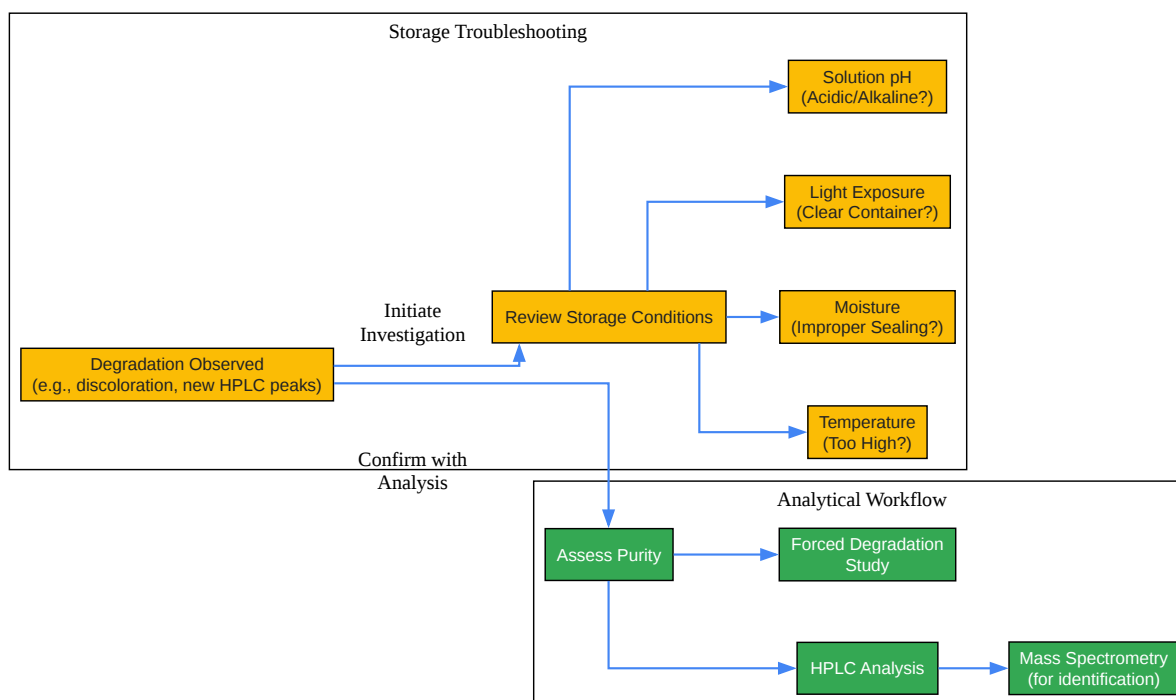 Storage Troubleshooting
Solution pH
(Acidic/Alkaline?)
Light Exposure
(Clear Container?)
Initiate
Investigation
Review Storage Conditions
Moisture
(Improper Sealing?)
Degradation Observed
(e.g., discoloration, new HPLC peaks)
Temperature
(Too High?)
Confirm with
Analysis
Analytical Workflow
Assess Purity
Forced Degradation
Study
HPLC Analysis
Mass Spectrometry
(for identification)